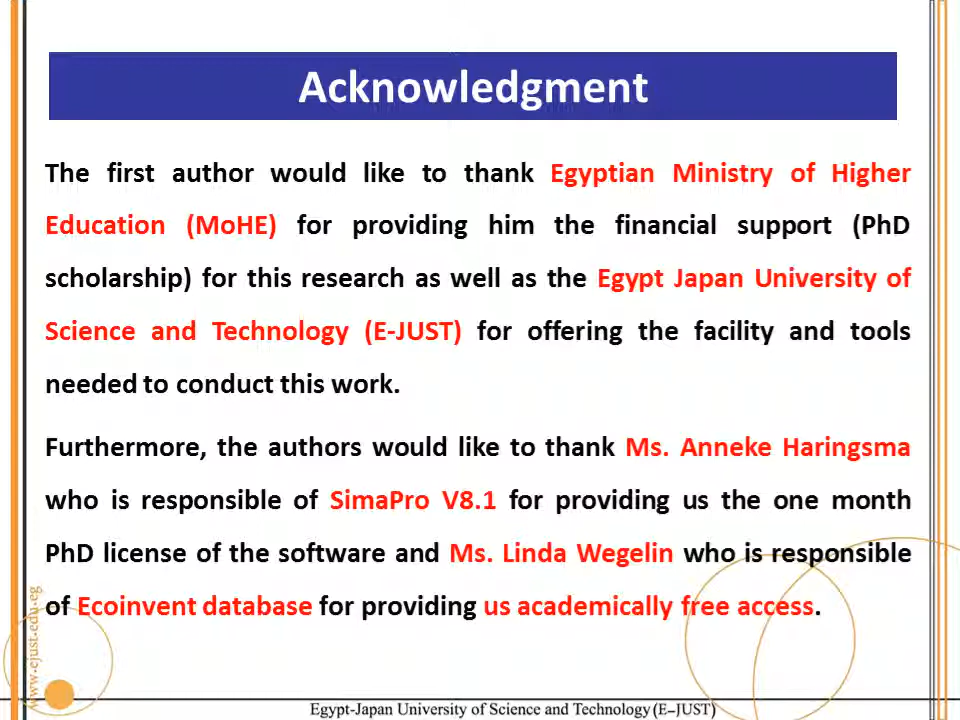 Acknowledgment
The first author would like to thank Egyptian Ministry of Higher
Education (MoHE) for providing him the financial support (PhD
scholarship) for this research as well as the Egypt Japan University of
Science and Technology (E-JUST) for offering the facility and tools
needed to conduct this work.
Furthermore, the authors would like to thank Ms. Anneke Haringsma
who is responsible of SimaPro V8.1 for providing us the one month
PhD license of the software and Ms. Linda Wegelin who is responsible
of Ecoinvent database for providing us academically free access.
www.ejust.edu.eg
Egypt-Japan University of Science and Technology (E-JUST)